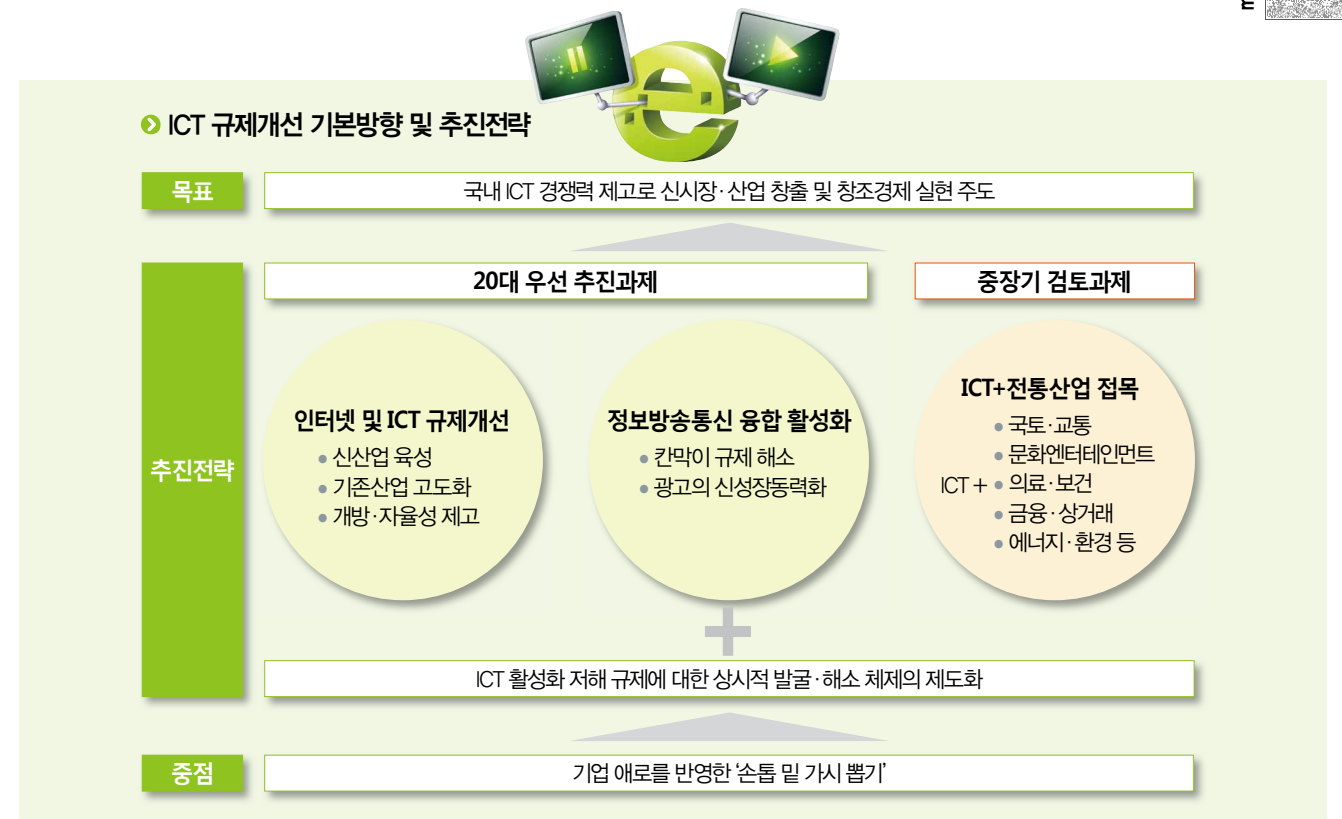 ICT 규제개선 기본방향 및 추진전략
목표
국내 ICT 경쟁력 제고로 신시장·산업 창출 및 창조경제 실현 주도
추진전략
20대 우선 추진과제
중장기 검토과제
인터넷 및 ICT 규제개선
신산업 육성
기존산업 고도화
개방·자율성 제고
정보방송통신 융합 활성화
칸막이 규제 해소
광고의 신성장동력화
ICT+전통산업 접목
국토·교통
문화엔터테인먼트
ICT + 의료·보건
금융·상거래
에너지·환경 등
ICT 활성화 저해 규제에 대한 상시적 발굴·해소 체제의 제도화
중점
기업 애로를 반영한 ‘손톱 밑 가시 뽑기’